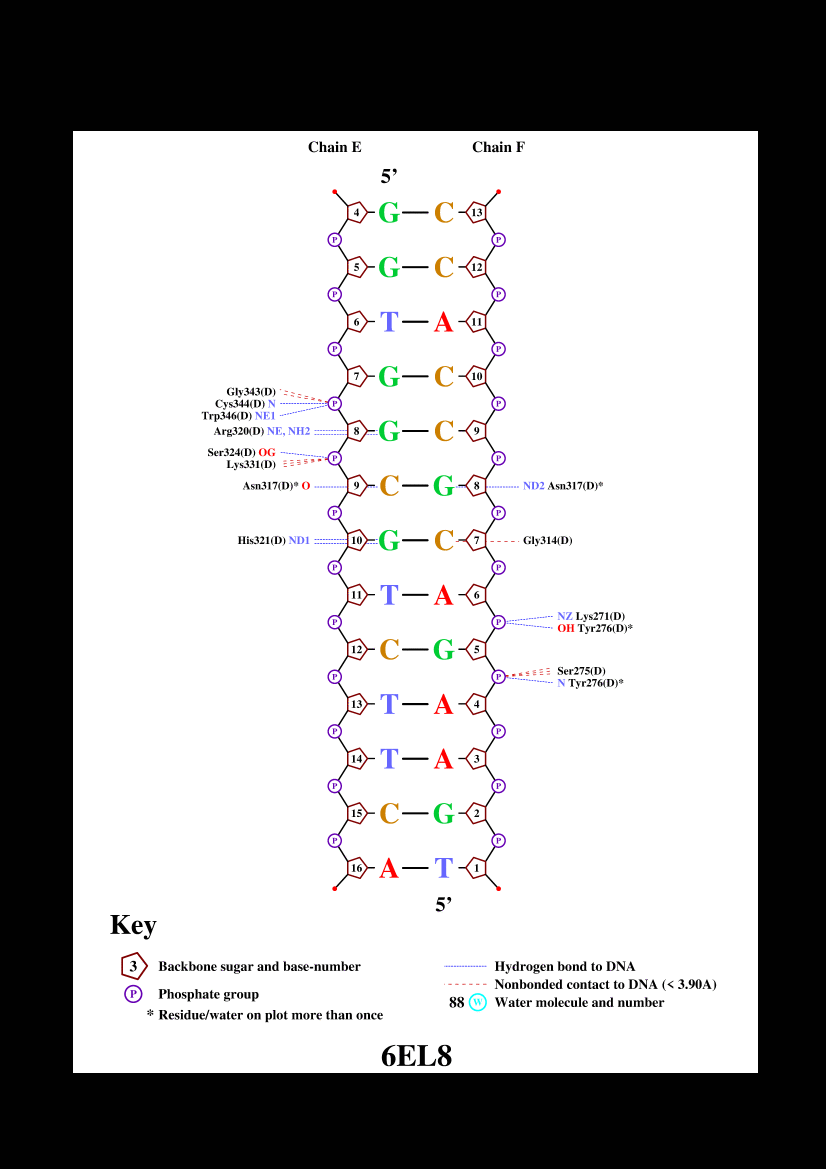 Chain E Chain F
5’
4 G C 13
P P
5 G C 12
P P
6 T A 11
P P
7 G C 10
Gly343(D)
Cys344(D) N P P
Trp346(D) NE1
Arg320(D) NE, NH2 8 G C 9
Ser324(D) OG P P
Lys331(D)
Asn317(D)* O 9 C G 8 ND2 Asn317(D)*
P P
His321(D) ND1 10 G C 7 Gly314(D)
P P
11 T A 6
NZ Lys271(D)
P P
OH Tyr276(D)*
12 C G 5
Ser275(D)
P P
N Tyr276(D)*
13 T A 4
P P
14 T A 3
P P
15 C G 2
P P
16 A T 1
5’
Key
3 Backbone sugar and base-number
P Phosphate group
* Residue/water on plot more than once
Hydrogen bond to DNA
Nonbonded contact to DNA (< 3.90A)
88 W Water molecule and number
6EL8